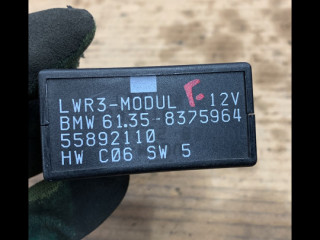 LWR3-MODUL F 12V
BMW 61.35-8375964
55892110
HW C06 SW 5